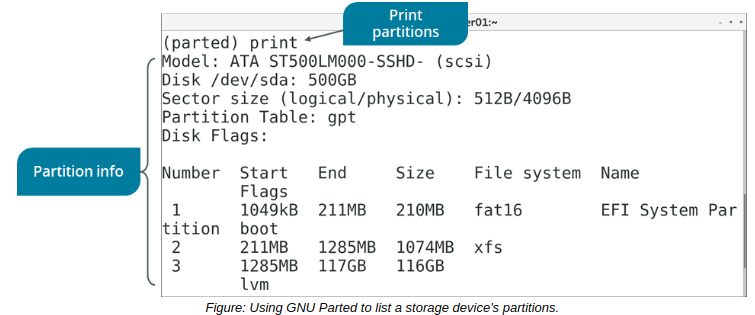 Print
partitions
er01:~
(parted) print
Model: ATA ST500LM000-SSHD- (scsi)
Disk /dev/sda: 500GB
Sector size (logical/physical): 512B/4096B
Partition Table: gpt
Disk Flags:
Partition info
Number  Start   End     Size    File system  Name
        Flags
 1      1049kB  211MB   210MB   fat16        EFI System Par
tition  boot
 2      211MB   1285MB  1074MB  xfs
 3      1285MB  117GB   116GB
        lvm
Figure: Using GNU Parted to list a storage device's partitions.